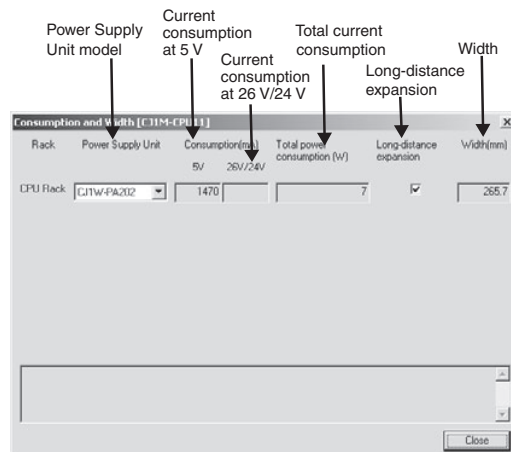 Power Supply
Unit model
Current
consumption
at 5 V
Current
consumption
at 26 V/24 V
Total current
consumption
Long-distance
expansion
Width
Consumption and Width [CJ1M-CPU11]
Rack
Power Supply Unit
Consumption(mA)
5V 26V/24V
Total power
consumption (W)
Long-distance
expansion
Width(mm)
CPU Rack CJ1W-PA202 1470 7 265.7
Close